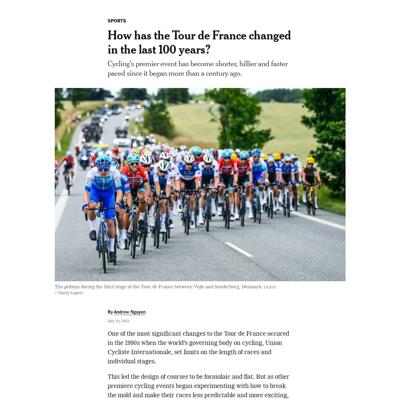 SPORTS
How has the Tour de France changed
in the last 100 years?
Cycling's premier event has become shorter, hillier and faster
paced since it began more than a century ago.
The peloton during the third stage of the Tour de France between Vejle and Sonderborg, Denmark. (A.S.O.
/ Charly Lopez)
By Andrew Nguyen
July 19, 2022
One of the most significant changes to the Tour de France occured
in the 1990s when the world's governing body on cycling, Union
Cycliste Internationale, set limits on the length of races and
individual stages.
This led the design of courses to be formulaic and flat. But as other
premiere cycling events began experimenting with how to break
the mold and make their races less predictable and more exciting,